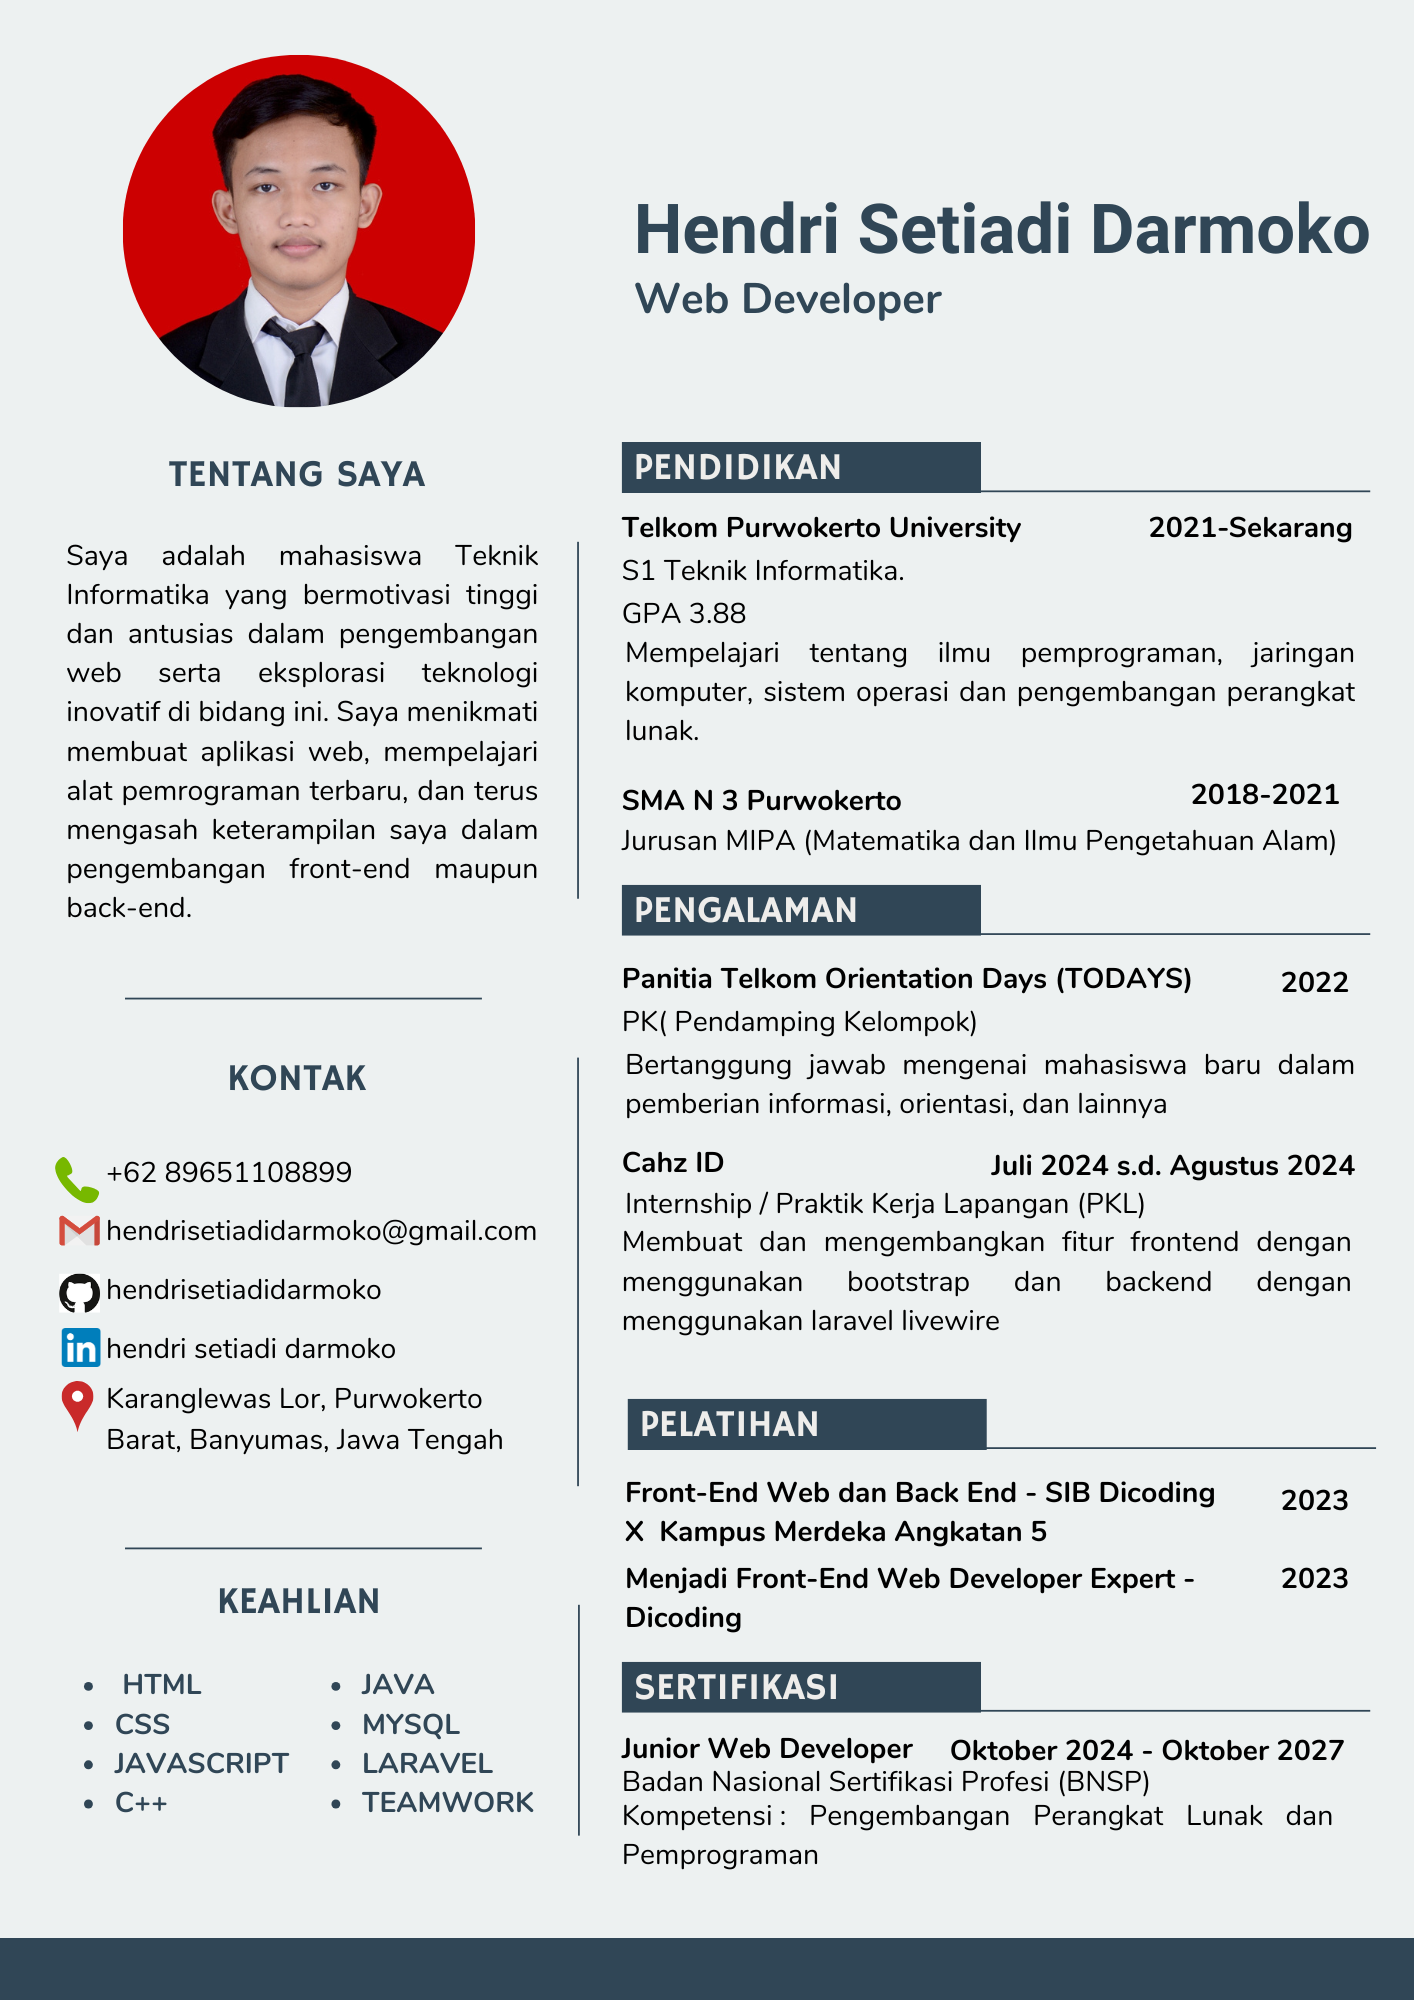 Hendri Setiadi Darmoko
Web Developer
TENTANG SAYA
Saya adalah mahasiswa Teknik
Informatika yang bermotivasi tinggi
dan antusias dalam pengembangan
web serta eksplorasi teknologi
inovatif di bidang ini. Saya menikmati
membuat aplikasi web, mempelajari
alat pemrograman terbaru, dan terus
mengasah keterampilan saya dalam
pengembangan front-end maupun
back-end.
KONTAK
+62 89651108899
hendrisetiadidarmoko@gmail.com
hendrisetiadidarmoko
in hendri setiadi darmoko
Karanglewas Lor, Purwokerto
Barat, Banyumas, Jawa Tengah
KEAHLIAN
• HTML
• CSS
• JAVASCRIPT
• C++
• JAVA
• MYSQL
• LARAVEL
• TEAMWORK
PENDIDIKAN
Telkom Purwokerto University 2021-Sekarang
S1 Teknik Informatika.
GPA 3.88
Mempelajari tentang ilmu pemprograman, jaringan
komputer, sistem operasi dan pengembangan perangkat
lunak.
SMA N 3 Purwokerto 2018-2021
Jurusan MIPA (Matematika dan Ilmu Pengetahuan Alam)
PENGALAMAN
Panitia Telkom Orientation Days (TODAYS) 2022
PK( Pendamping Kelompok)
Bertanggung jawab mengenai mahasiswa baru dalam
pemberian informasi, orientasi, dan lainnya
Cahz ID Juli 2024 s.d. Agustus 2024
Internship / Praktik Kerja Lapangan (PKL)
Membuat dan mengembangkan fitur frontend dengan
menggunakan bootstrap dan backend dengan
menggunakan laravel livewire
PELATIHAN
Front-End Web dan Back End - SIB Dicoding 2023
X Kampus Merdeka Angkatan 5
Menjadi Front-End Web Developer Expert - 2023
Dicoding
SERTIFIKASI
Junior Web Developer Oktober 2024 - Oktober 2027
Badan Nasional Sertifikasi Profesi (BNSP)
Kompetensi : Pengembangan Perangkat Lunak dan
Pemprograman